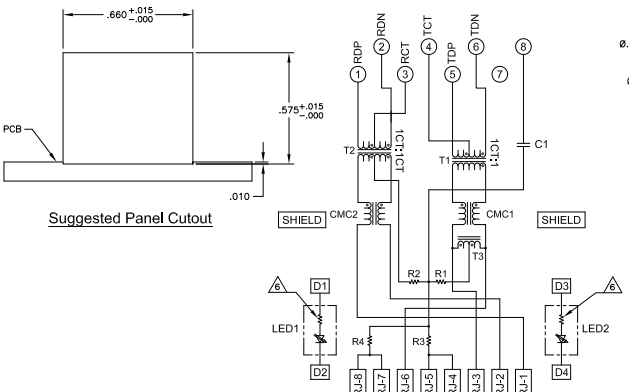 .660 +.015 -.000
.575 +.015 -.000
PCB
.010
Suggested Panel Cutout
RDP
RDN
RCT
TCT
TDP
TDN
1
2
3
4
5
6
7
8
T2
1CT:1CT
T1
1CT:1
C1
SHIELD
CMC2
CMC1
SHIELD
T3
R2
R1
6
D1
LED1
D2
R4
R3
D3
6
LED2
D4
RJ-8
RJ-7
RJ-6
RJ-5
RJ-4
RJ-3
RJ-2
RJ-1
Ø.
Ø